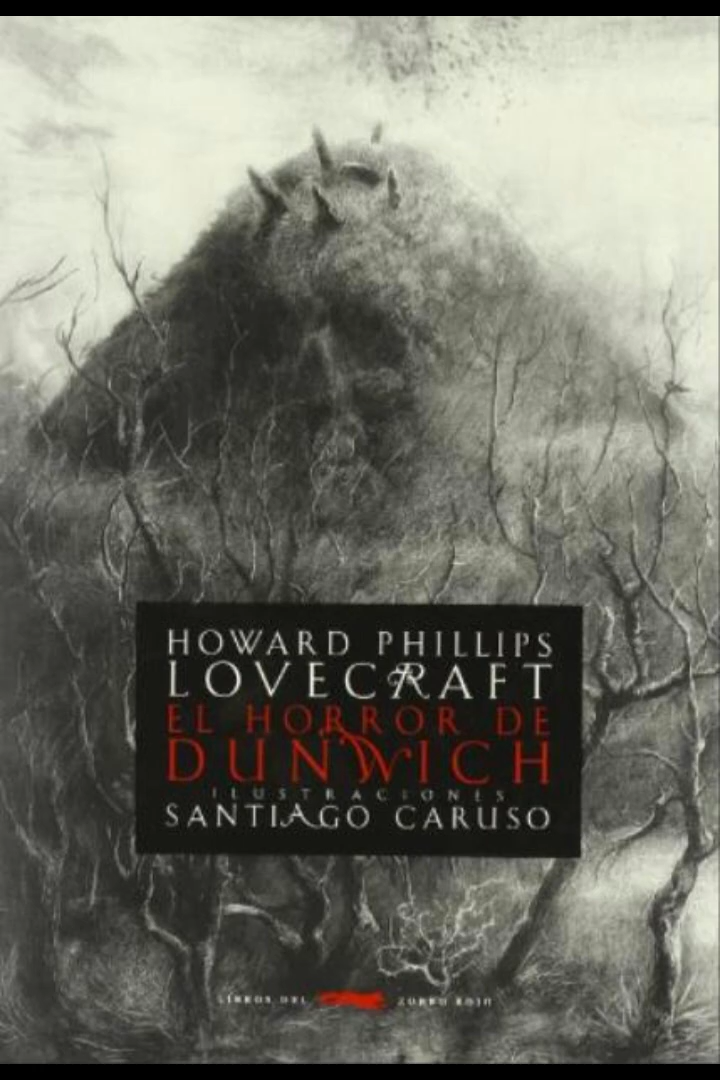 HOWARD PHILLIPS
LOVECRAFT
EL HORROR DE
DUNWICH
ILUSTRACIONES
SANTIAGO CARUSO
LIBROS DEL ZORRO ROJO